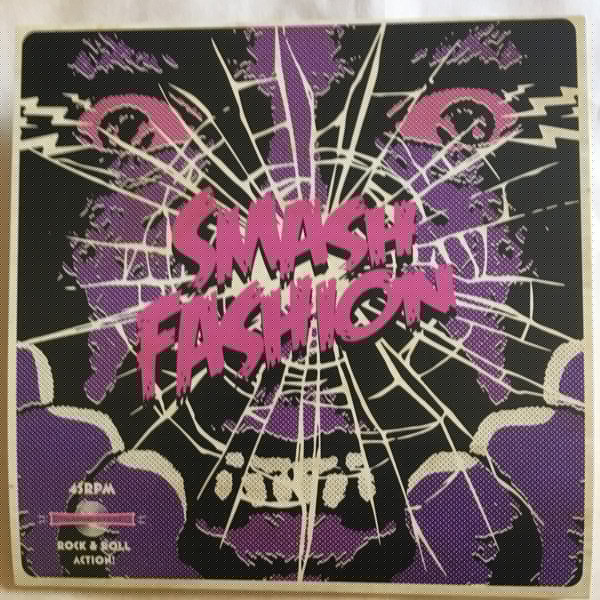 SMASH
FASHION
45RPM
ROCK & ROLL
ACTION!